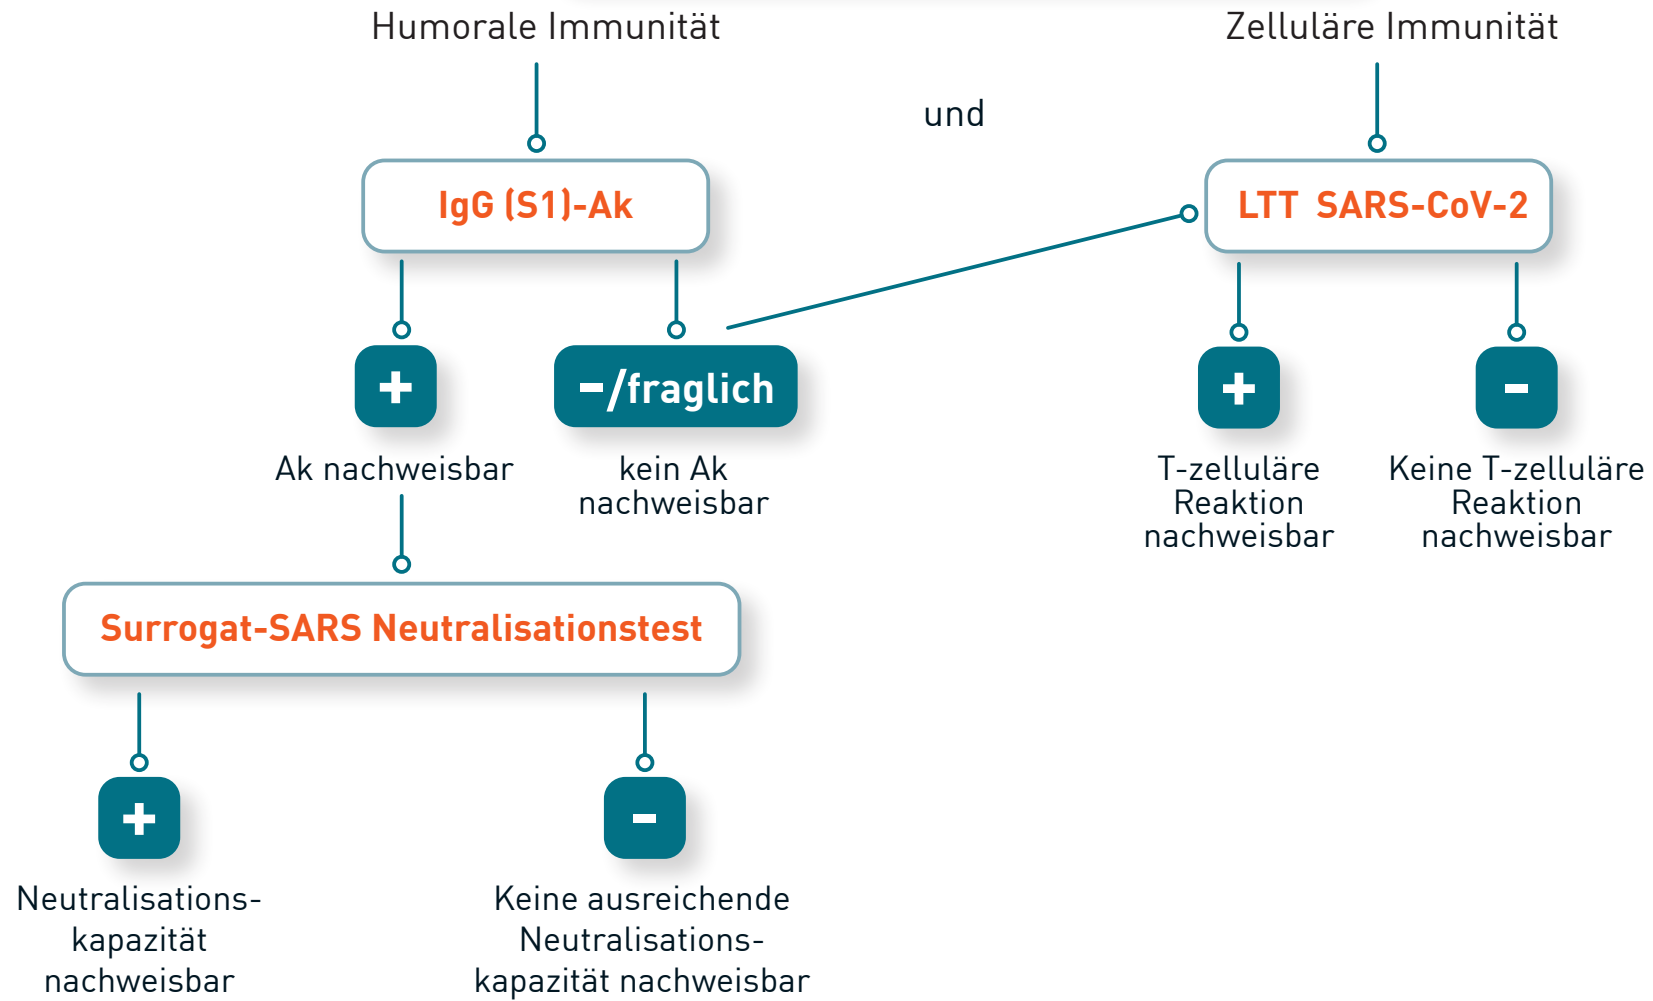 Humorale Immunität
Zelluläre Immunität
und
IgG (S1)-Ak
LTT SARS-CoV-2
+
-/fraglich
+
-
Ak nachweisbar
kein Ak
nachweisbar
T-zelluläre
Reaktion
nachweisbar
Keine T-zelluläre
Reaktion
nachweisbar
Surrogat-SARS Neutralisationstest
+
-
Neutralisations-
kapazität
nachweisbar
Keine ausreichende
Neutralisations-
kapazität nachweisbar